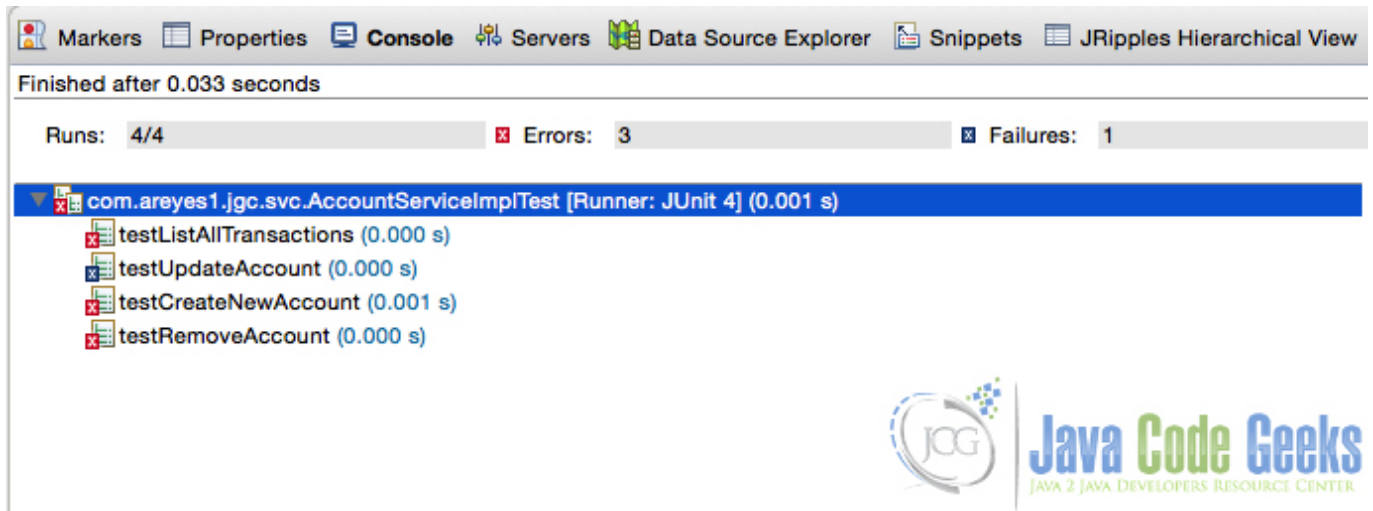 Markers Properties Console Servers Data Source Explorer Snippets JRipples Hierarchical View
Finished after 0.033 seconds
Runs: 4/4 Errors: 3 Failures: 1
com.areyes1.jgc.svc.AccountServiceImplTest [Runner: JUnit 4] (0.001 s)
testListAllTransactions (0.000 s)
testUpdateAccount (0.000 s)
testCreateNewAccount (0.001 s)
testRemoveAccount (0.000 s)
JCG
Java Code Geeks
JAVA 2 JAVA DEVELOPERS RESOURCE CENTER